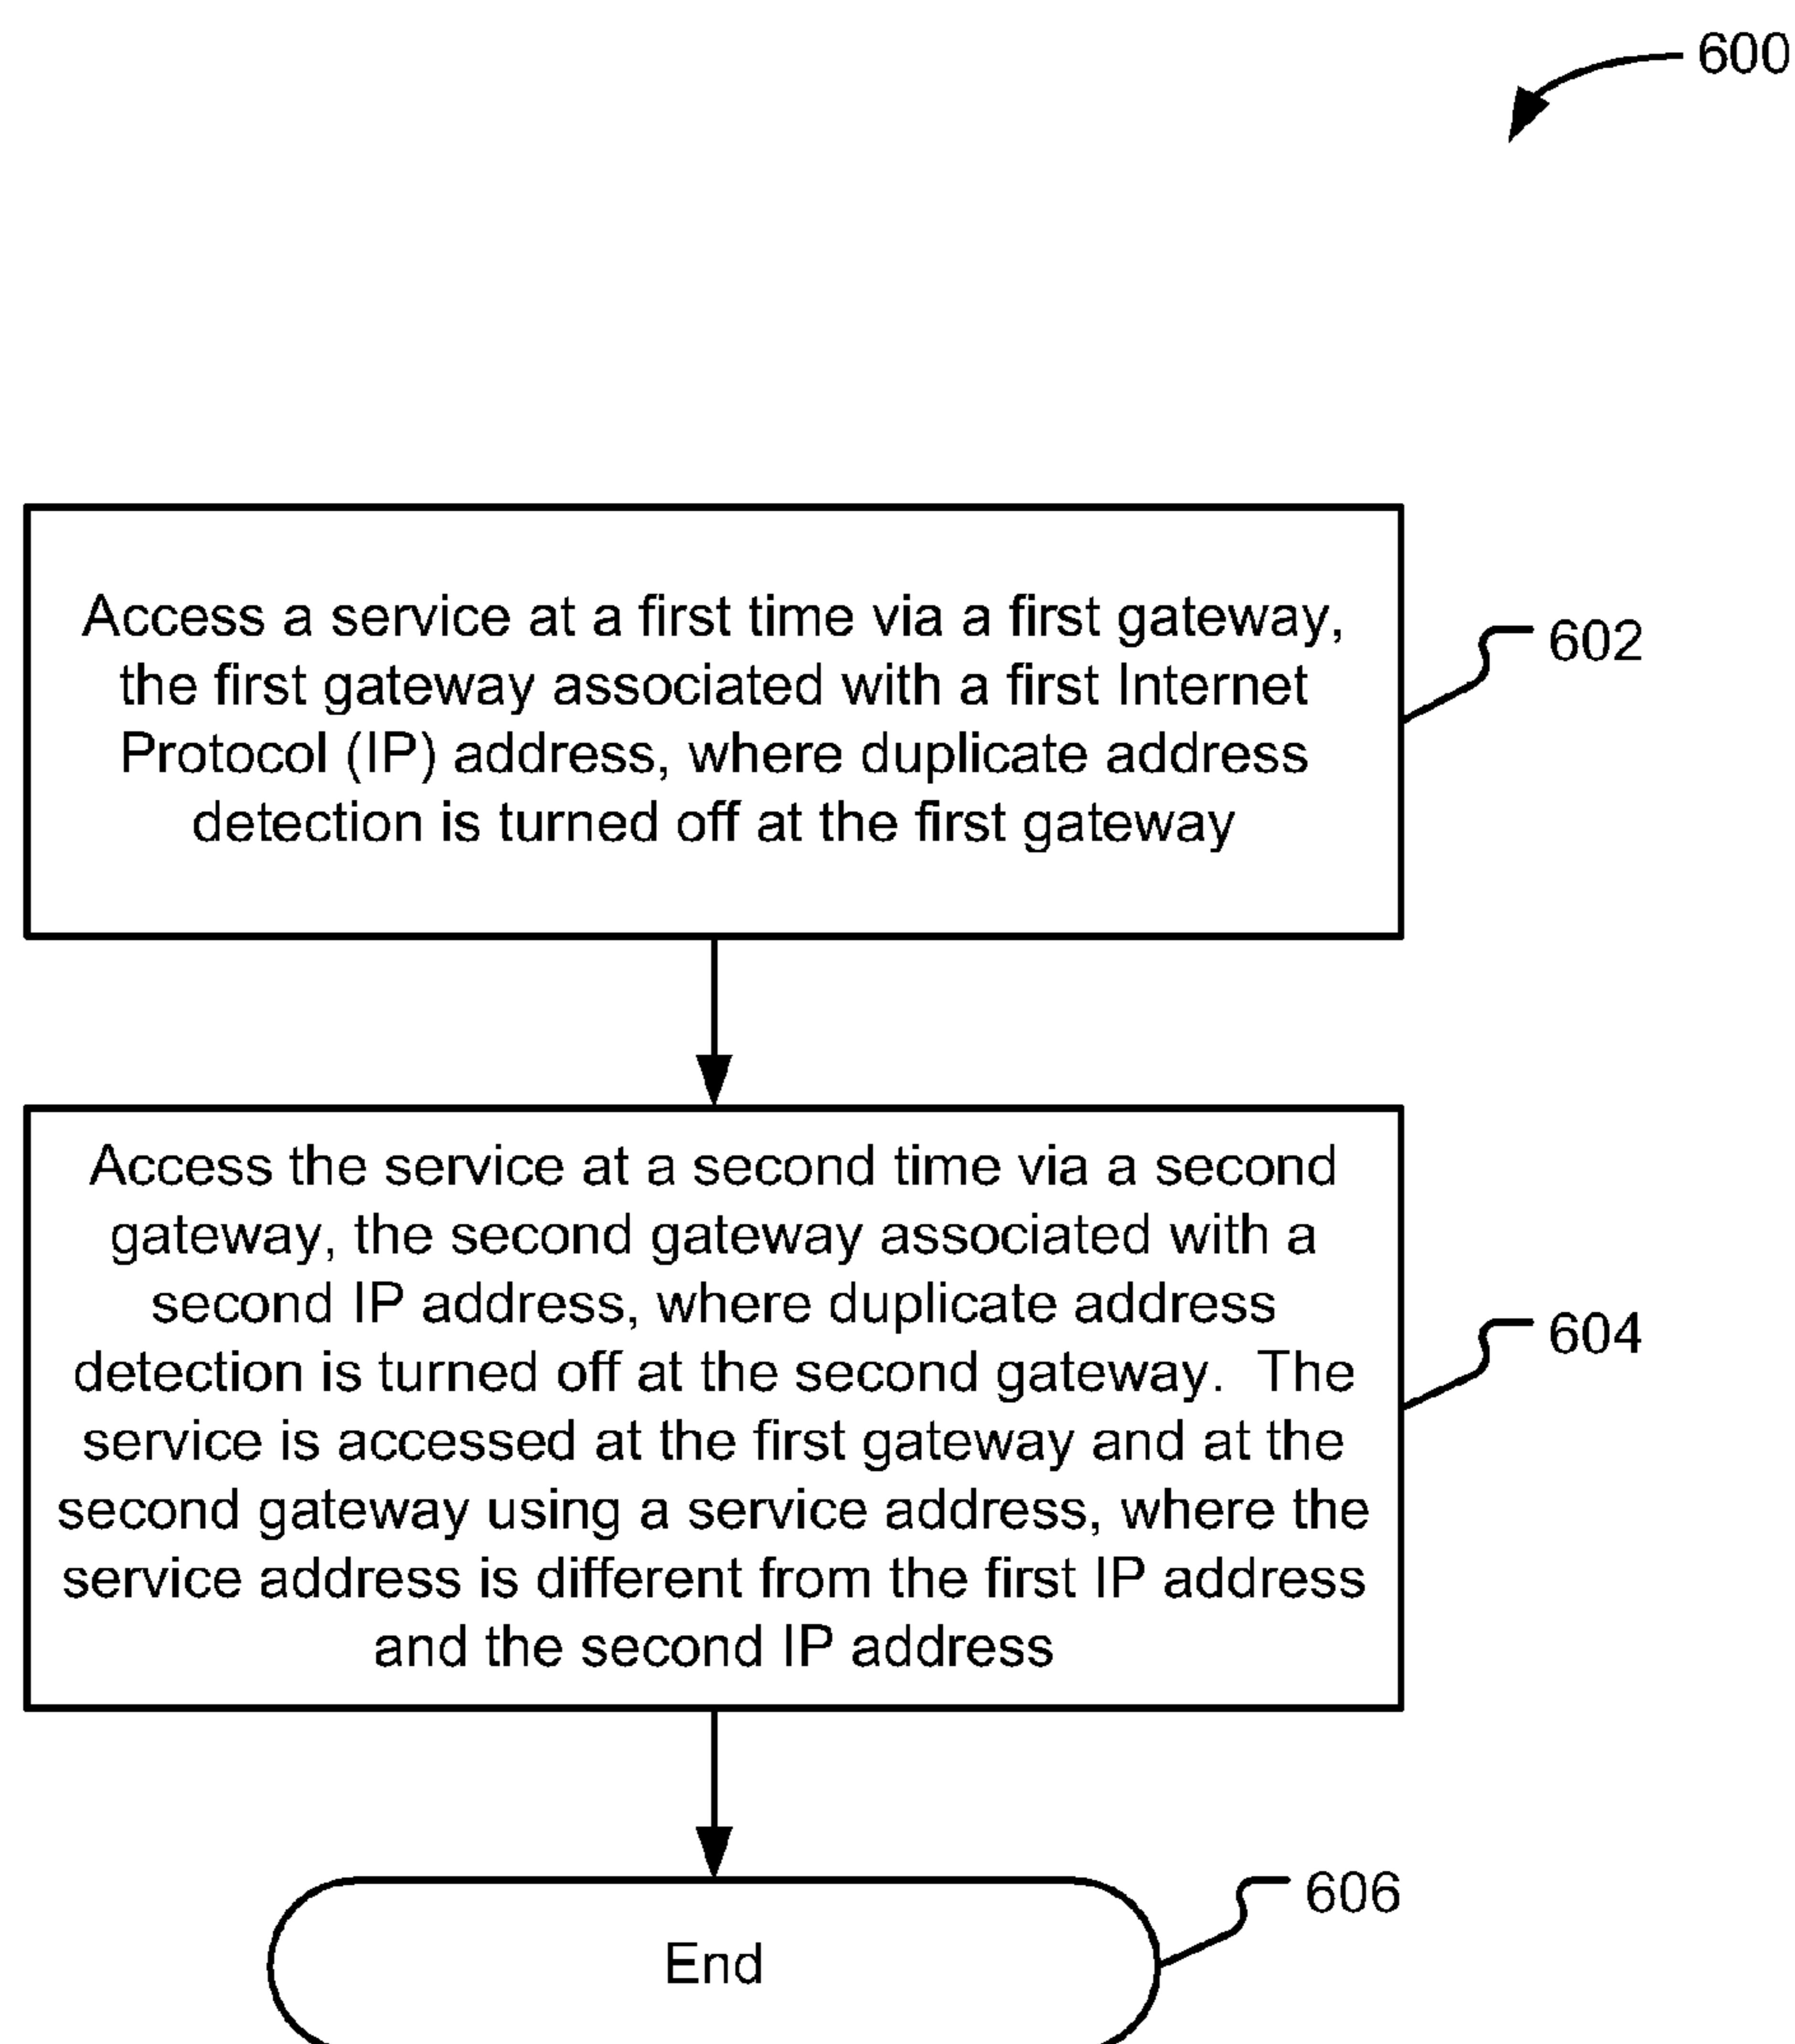 600
Access a service at a first time via a first gateway,
the first gateway associated with a first Internet
Protocol (IP) address, where duplicate address
detection is turned off at the first gateway
602
Access the service at a second time via a second
gateway, the second gateway associated with a
second IP address, where duplicate address
detection is turned off at the second gateway.  The
service is accessed at the first gateway and at the
second gateway using a service address, where the
service address is different from the first IP address
and the second IP address
604
End
606